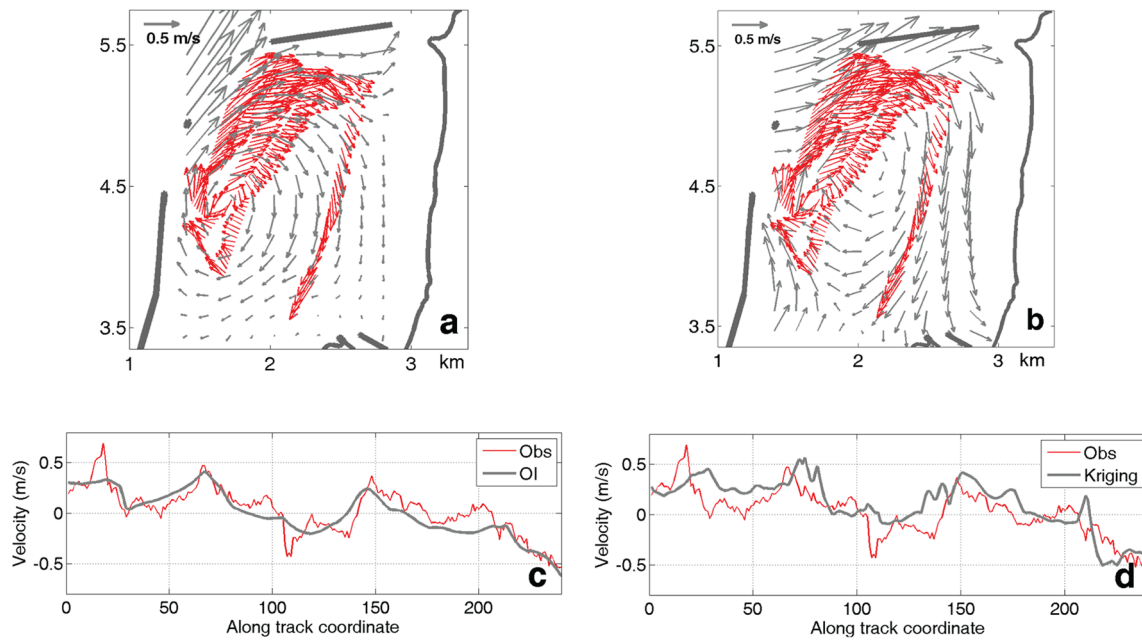 5.5
0.5 m/s
4.5
3.5
a
1
2
3
km
5.5
0.5 m/s
4.5
3.5
b
1
2
3
km
Velocity (m/s)
0.5
0
-0.5
Obs
OI
c
0
50
100
150
200
Along track coordinate
Velocity (m/s)
0.5
0
-0.5
Obs
Kriging
d
0
50
100
150
200
Along track coordinate